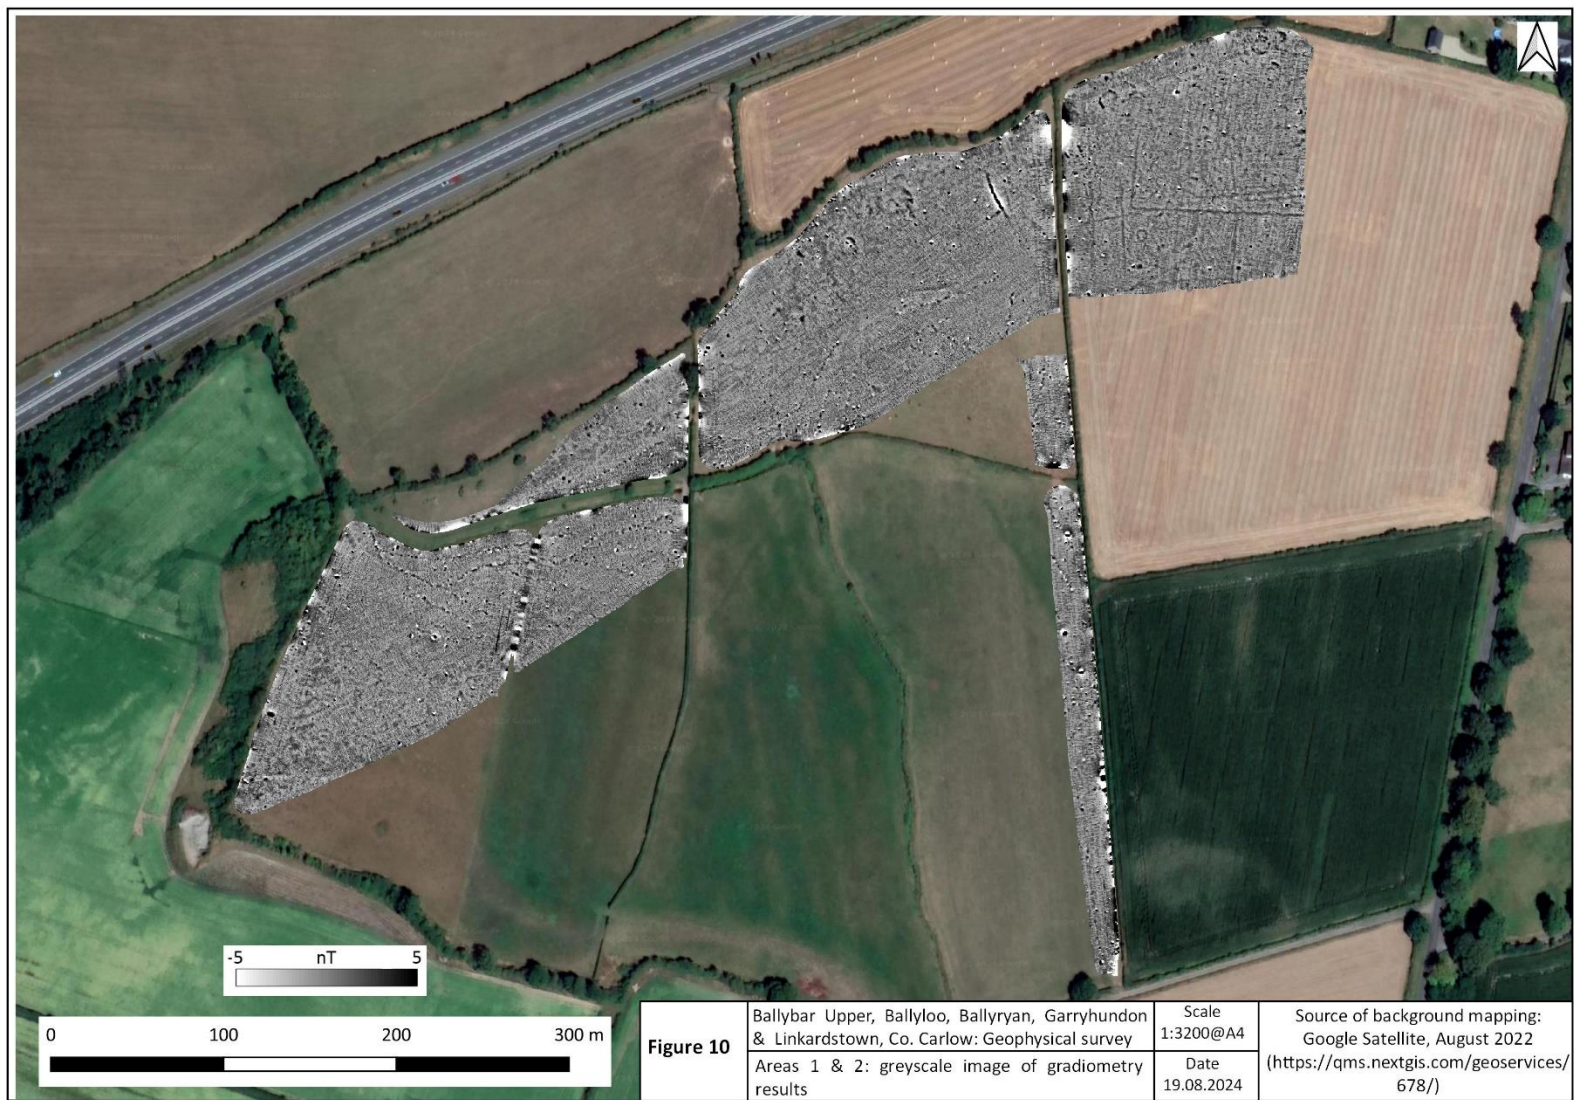 -5 nT 5
0 100 200 300 m
Figure 10
Ballybar Upper, Ballyloo, Ballyryan, Garryhundon
& Linkardstown, Co. Carlow: Geophysical survey
Areas 1 & 2: greyscale image of gradiometry
results
Scale
1:3200@A4
Date
19.08.2024
Source of background mapping:
Google Satellite, August 2022
(https://qms.nextgis.com/geoservices/
678/)